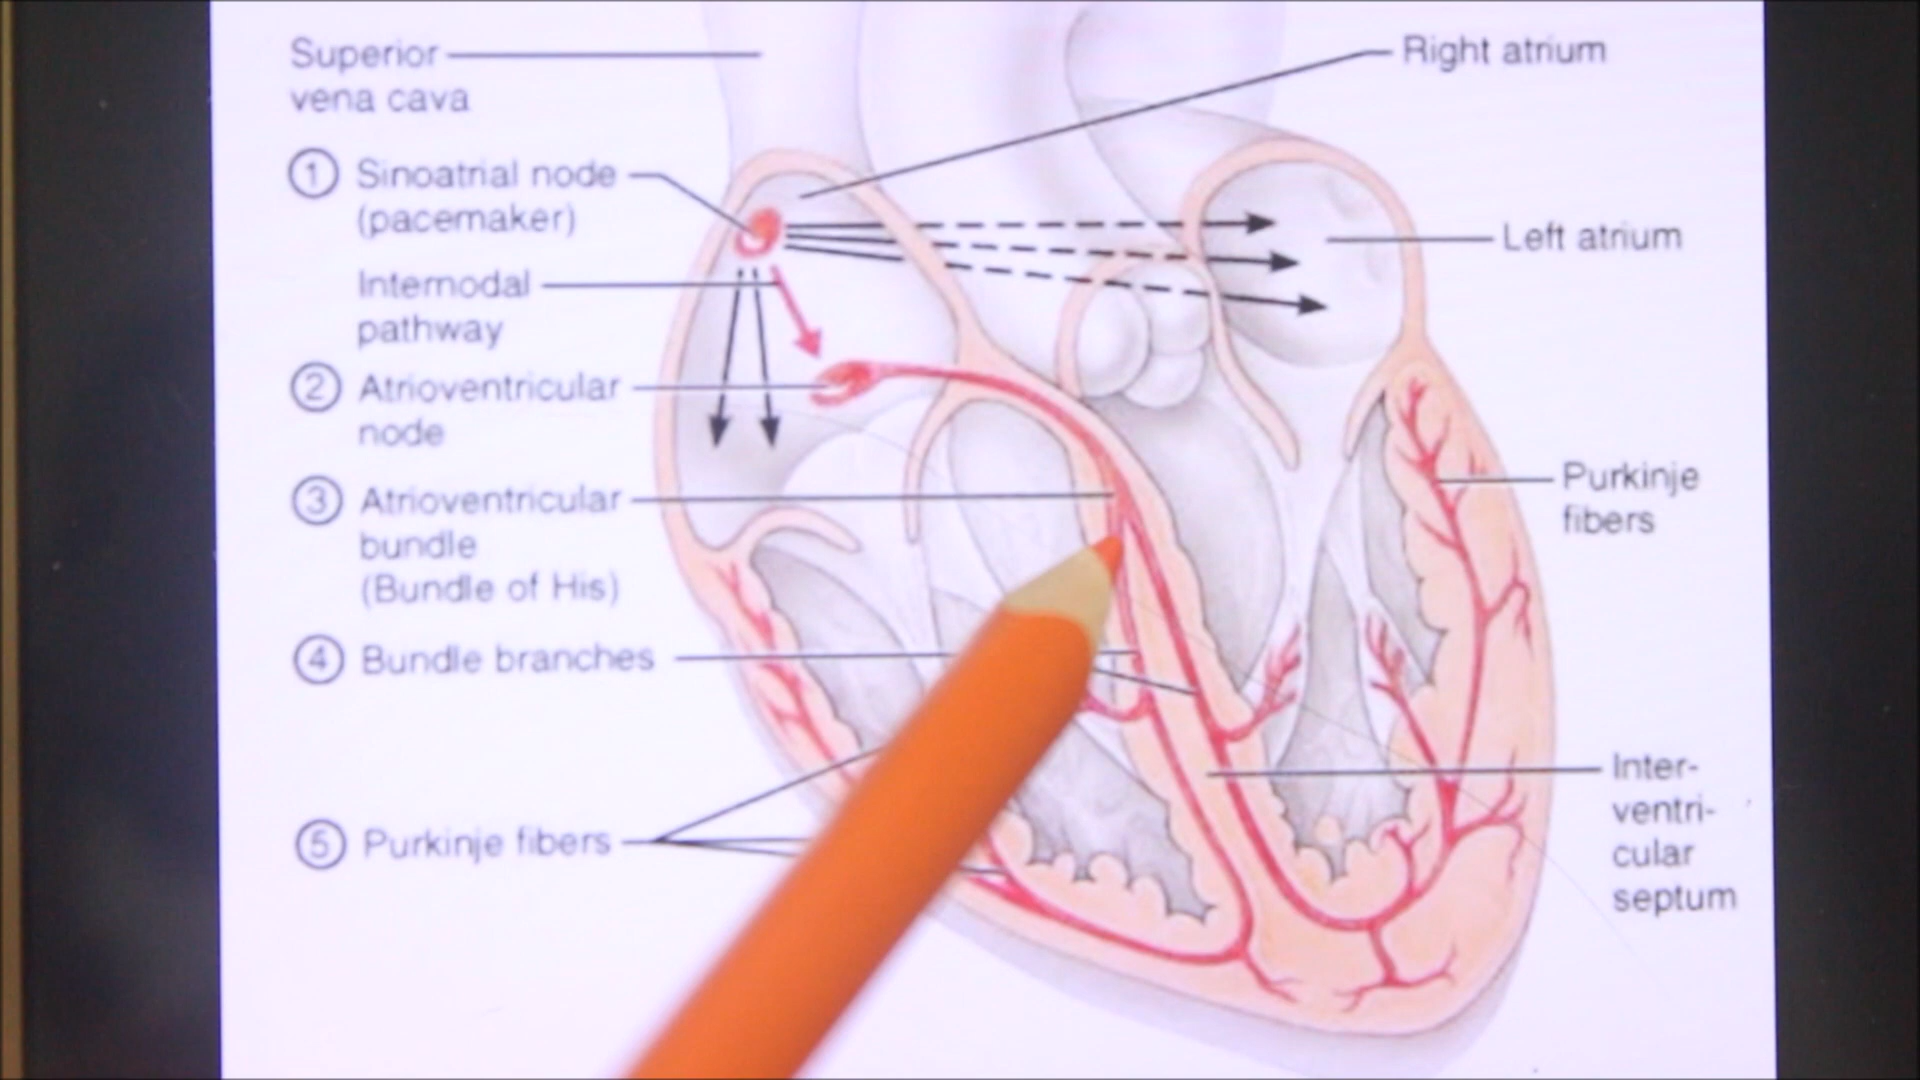 Superior
vena cava
Right atrium
① Sinoatrial node
(pacemaker)
Left atrium
Internodal
pathway
② Atrioventricular
node
Purkinje
fibers
③ Atrioventricular
bundle
(Bundle of His)
④ Bundle branches
Inter-
ventri-
cular
septum
⑤ Purkinje fibers